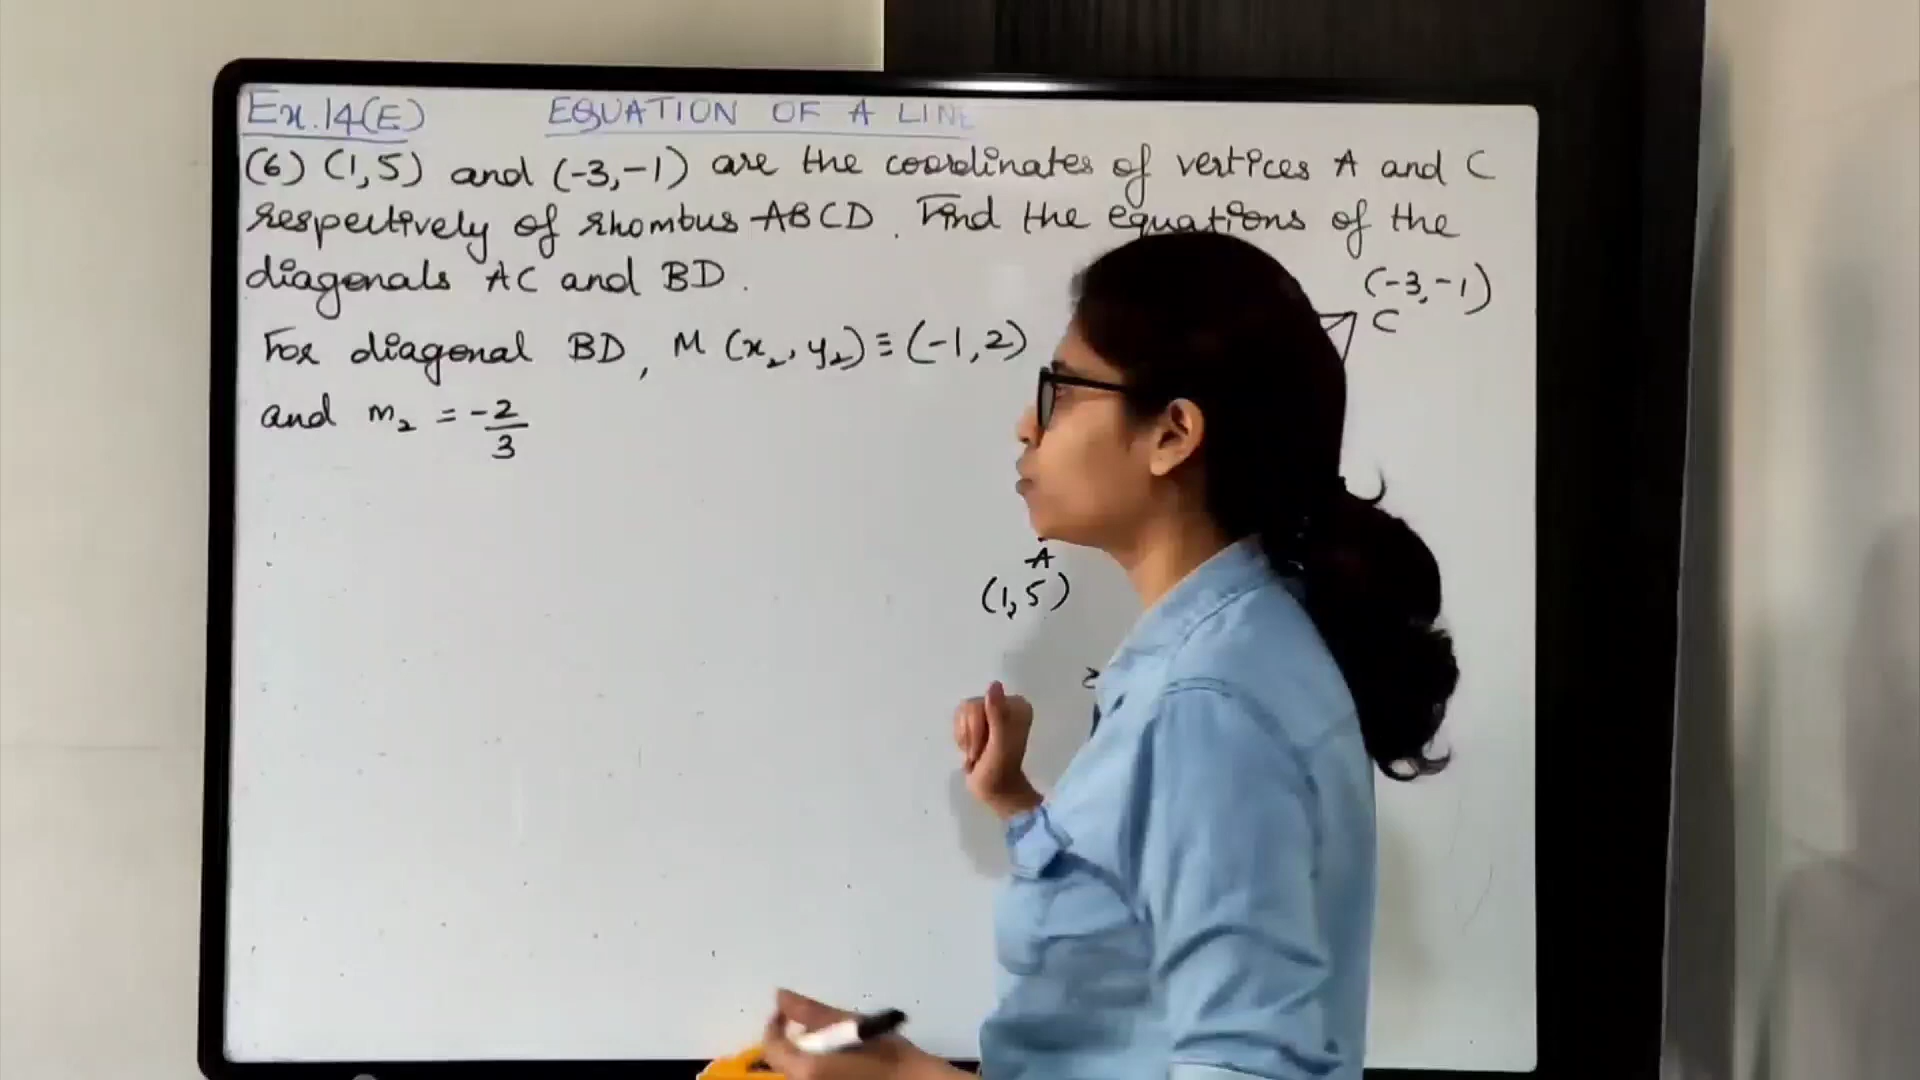 Ex.14(E) EQUATION OF A LINE
(6) (1,5) and (-3,-1) are the coordinates of vertices A and C
respectively of rhombus ABCD. Find the equations of the
diagonals AC and BD.
(-3,-1)
C
For diagonal BD, M (x₂, y₂) ≡ (-1,2)
and m₂ = -2/3
A
(1,5)